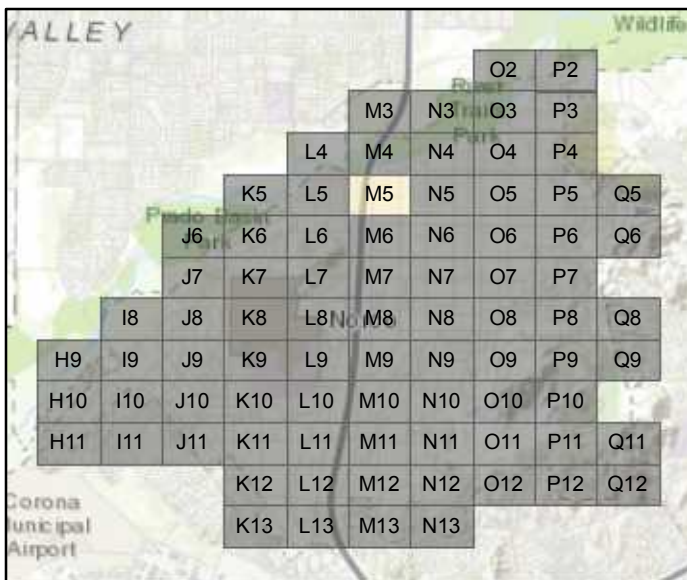 VALLEY
Wildlife
O2 P2
River
Trail
Park
M3 N3 O3 P3
L4 M4 N4 O4 P4
K5 L5 M5 N5 O5 P5 Q5
Prado Basin
Park
J6 K6 L6 M6 N6 O6 P6 Q6
J7 K7 L7 M7 N7 O7 P7
I8 J8 K8 L8 M8 N8 O8 P8 Q8
Norco
H9 I9 J9 K9 L9 M9 N9 O9 P9 Q9
H10 I10 J10 K10 L10 M10 N10 O10 P10
H11 I11 J11 K11 L11 M11 N11 O11 P11 Q11
K12 L12 M12 N12 O12 P12 Q12
K13 L13 M13 N13
Corona
Municipal
Airport